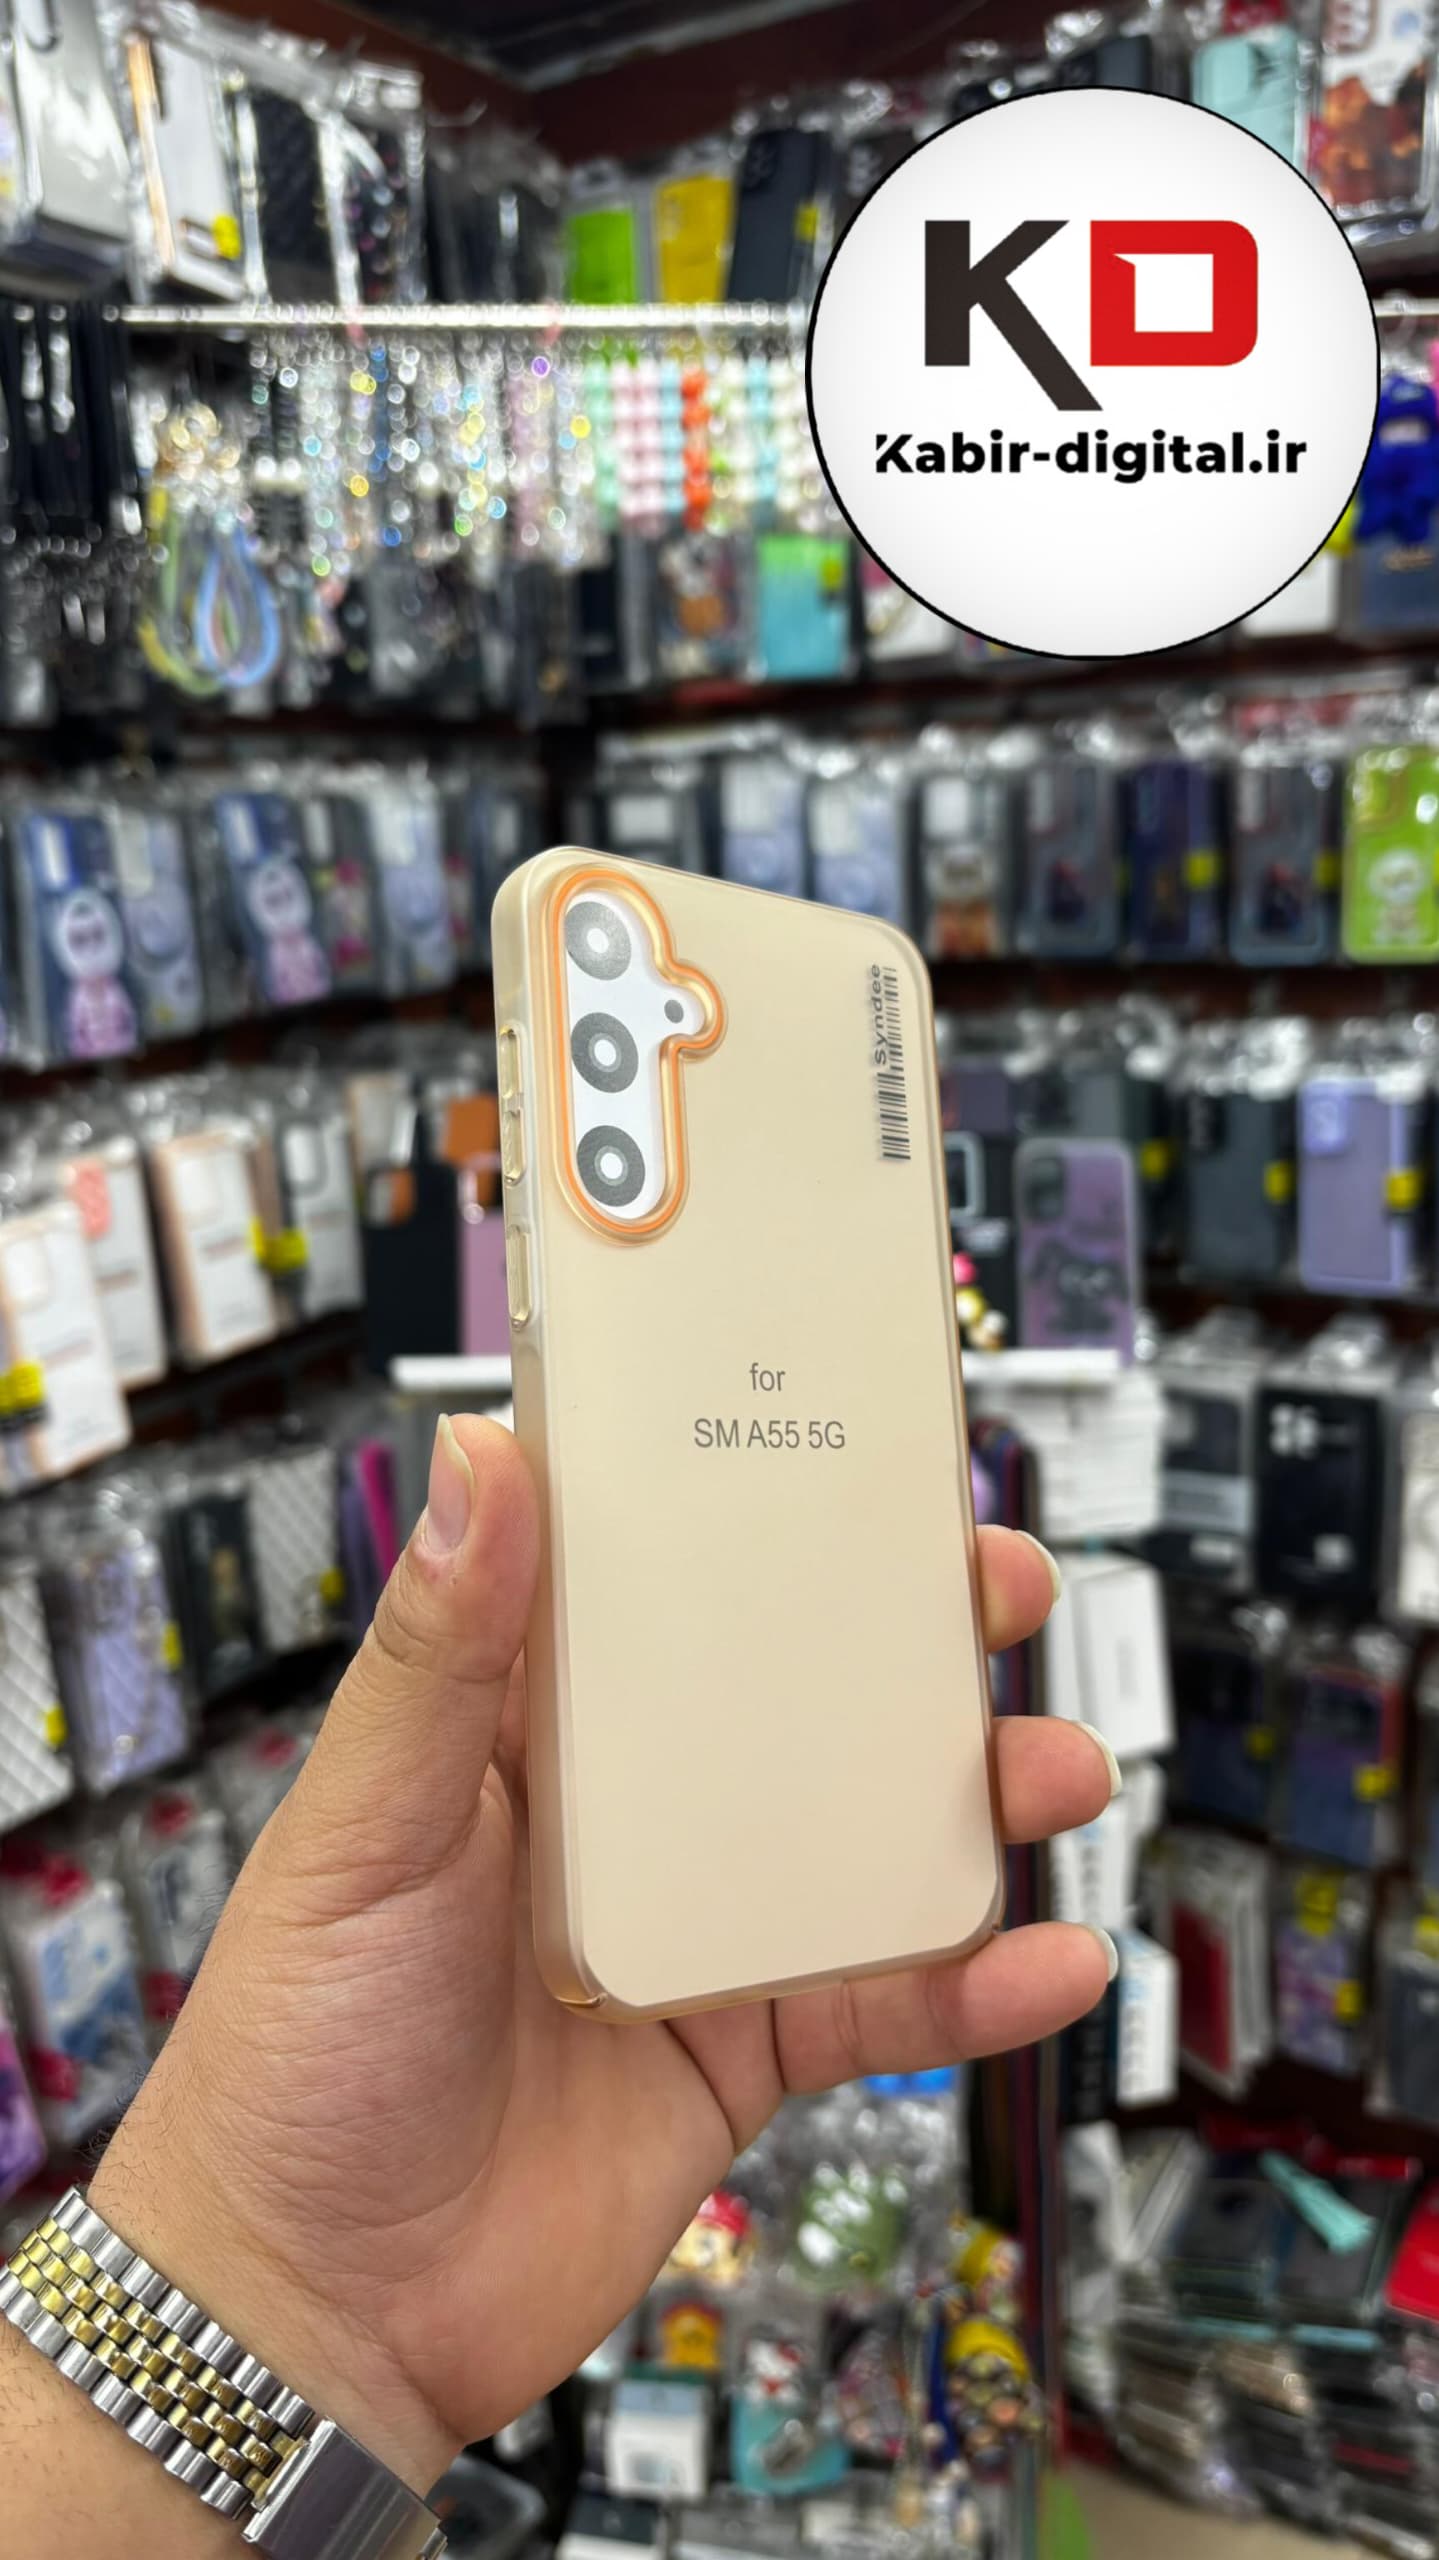 KD
Kabir-digital.ir
Syndee
for
SM A55 5G